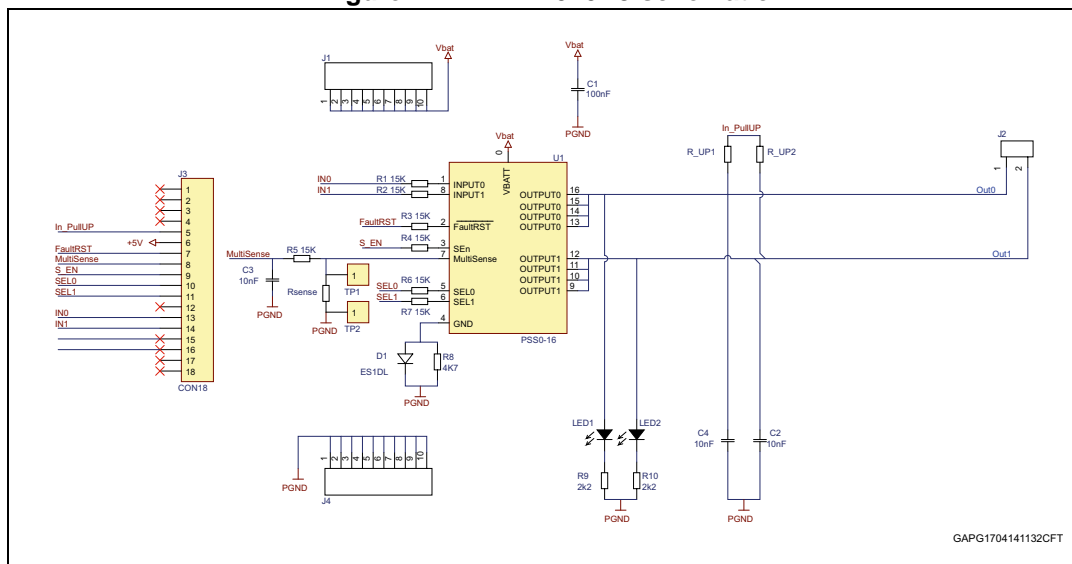 Vbat
J1
1 2 3 4 5 6 7 8 9 10
Vbat
C1
100nF
PGND
In_PullUP
R_UP1
R_UP2
J2
1
2
Out0
Out1
Vbat
0
U1
VBATT
IN0
R1 15K
1
INPUT0
IN1
R2 15K
8
INPUT1
FaultRST
R3 15K
2
FaultRST
S_EN
R4 15K
3
SEn
MultiSense
R5 15K
7
MultiSense
SEL0
R6 15K
5
SEL0
SEL1
R7 15K
6
SEL1
4
GND
OUTPUT0
16
OUTPUT0
15
OUTPUT0
14
OUTPUT0
13
OUTPUT1
12
OUTPUT1
11
OUTPUT1
10
OUTPUT1
9
PSS0-16
J3
1
2
3
4
In_PullUP
5
+5V
6
FaultRST
7
MultiSense
8
S_EN
9
SEL0
10
SEL1
11
12
IN0
13
IN1
14
15
16
17
18
CON18
C3
10nF
PGND
Rsense
PGND
1
TP1
1
TP2
D1
ES1DL
R8
4K7
PGND
LED1
LED2
R9
2k2
R10
2k2
PGND
C4
10nF
C2
10nF
PGND
1 2 3 4 5 6 7 8 9 10
PGND
J4
GAPG1704141132CFT